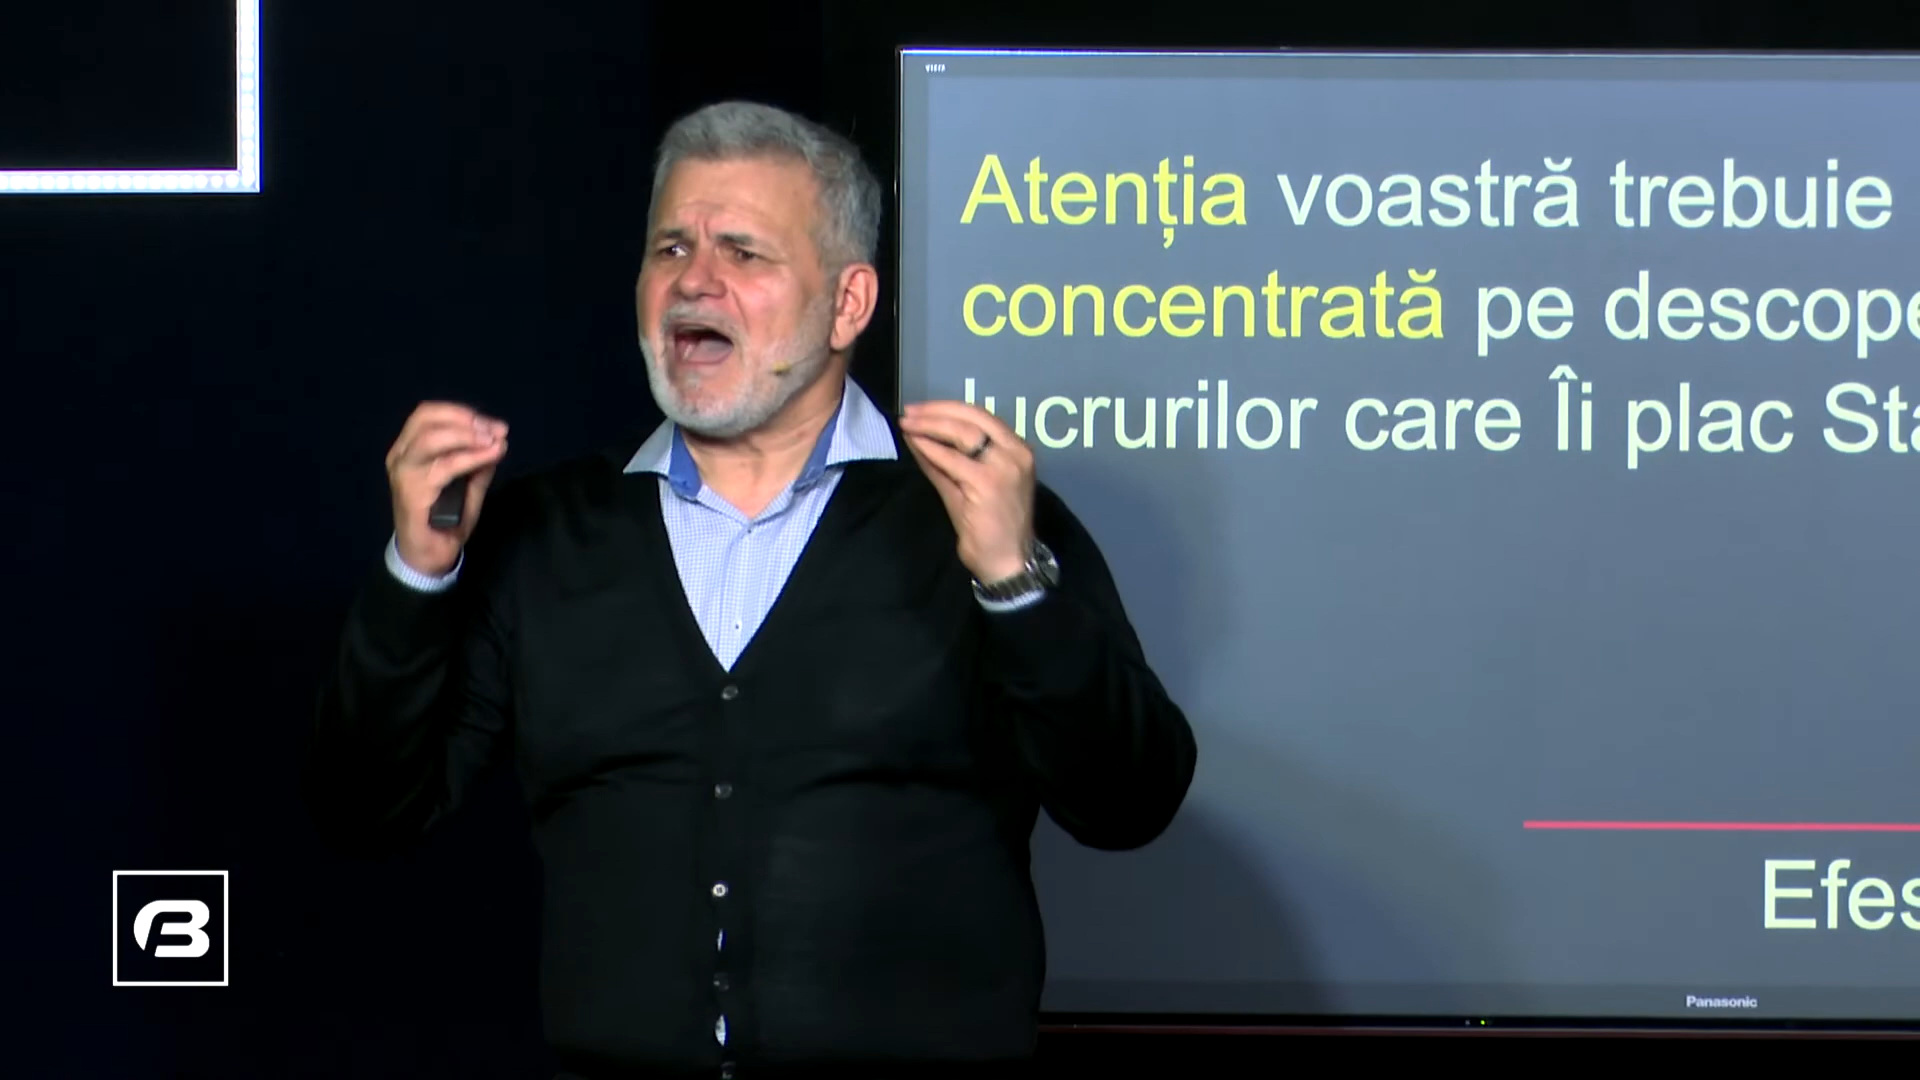 Atenția voastră trebuie
concentrată pe descope
lucrurilor care Îi plac Sta
Efes
Panasonic